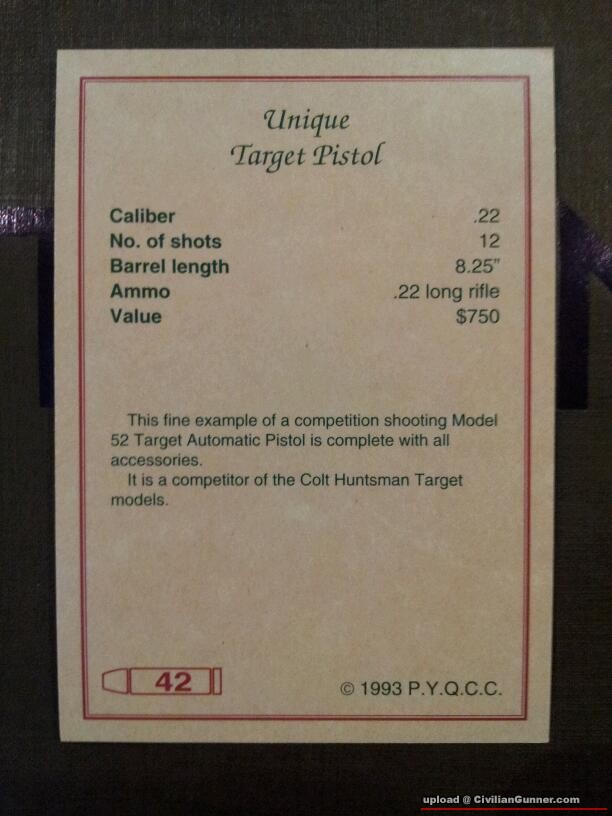 Unique
Target Pistol
Caliber .22
No. of shots 12
Barrel length 8.25”
Ammo .22 long rifle
Value $750
This fine example of a competition shooting Model
52 Target Automatic Pistol is complete with all
accessories.
It is a competitor of the Colt Huntsman Target
models.
42 © 1993 P.Y.Q.C.C.
upload @ CivilianGunner.com